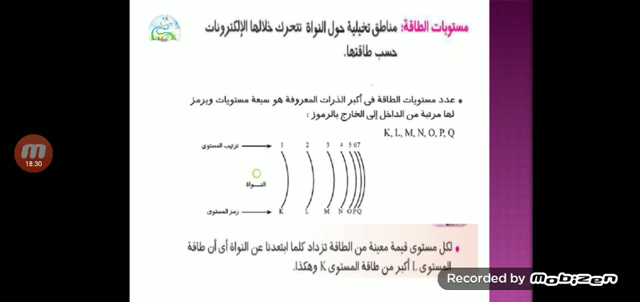 مستويات الطاقة: مناطق تخيلية حول النواة تتحرك خلالها الإلكترونات
حسب طاقتها.
* عدد مستويات الطاقة فى أكبر الذرات المعروفة هو سبعة مستويات ويرمز
لها مرتبة من الداخل إلى الخارج بالرموز :
K, L, M, N, O, P, Q
ترتيب المستوى 1 2 3 4 5 6 7
النواة
رمز المستوى K L M N O P Q
* لكل مستوى قيمة معينة من الطاقة تزداد كلما ابتعدنا عن النواة أى أن طاقة
المستوى L أكبر من طاقة المستوى K وهكذا.
18:30
Recorded by mobizen